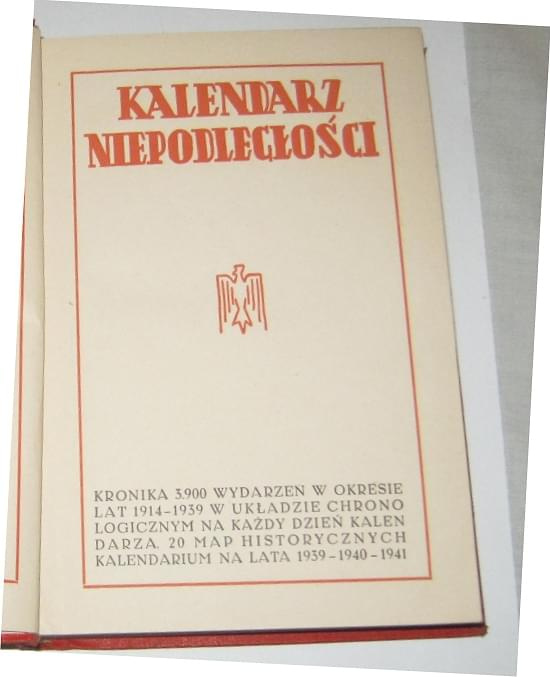 KALENDARZ
NIEPODLEGŁOŚCI
KRONIKA 3.900 WYDARZEŃ W OKRESIE
LAT 1914-1939 W UKŁADZIE CHRONO
LOGICZNYM NA KAŻDY DZIEŃ KALEN
DARZA. 20 MAP HISTORYCZNYCH
KALENDARIUM NA LATA 1939-1940-1941